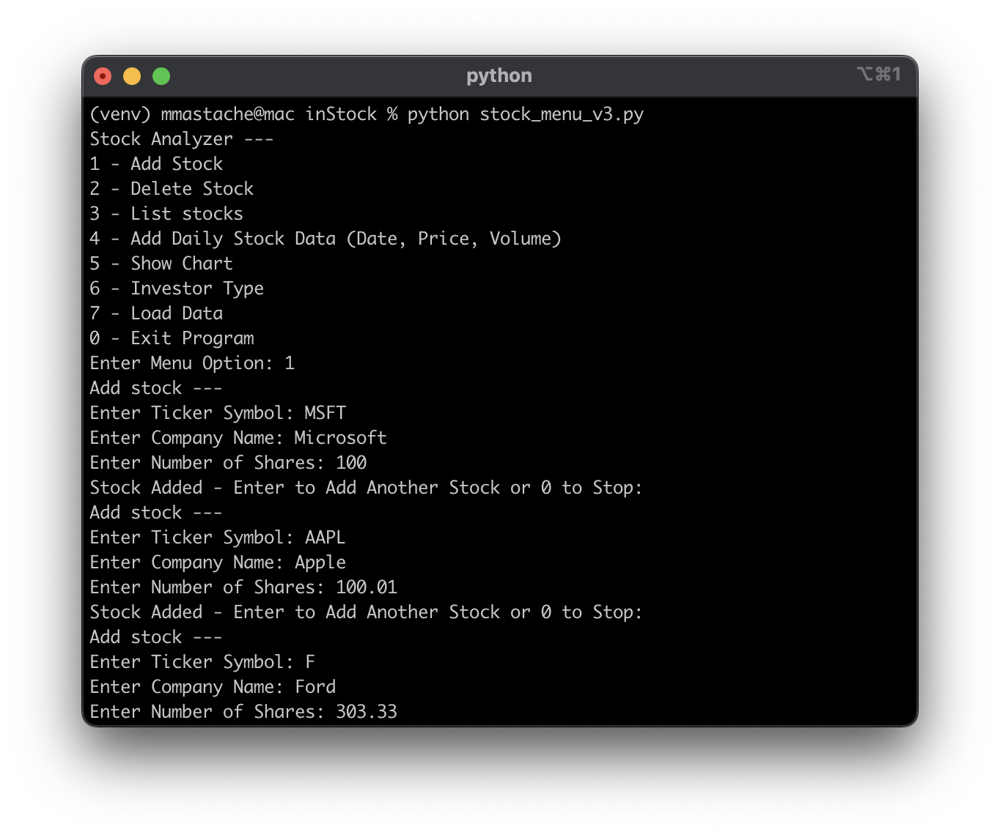 python
⌥⌘1
(venv) mmastache@mac inStock % python stock_menu_v3.py
Stock Analyzer ---
1 - Add Stock
2 - Delete Stock
3 - List stocks
4 - Add Daily Stock Data (Date, Price, Volume)
5 - Show Chart
6 - Investor Type
7 - Load Data
0 - Exit Program
Enter Menu Option: 1
Add stock ---
Enter Ticker Symbol: MSFT
Enter Company Name: Microsoft
Enter Number of Shares: 100
Stock Added - Enter to Add Another Stock or 0 to Stop:
Add stock ---
Enter Ticker Symbol: AAPL
Enter Company Name: Apple
Enter Number of Shares: 100.01
Stock Added - Enter to Add Another Stock or 0 to Stop:
Add stock ---
Enter Ticker Symbol: F
Enter Company Name: Ford
Enter Number of Shares: 303.33